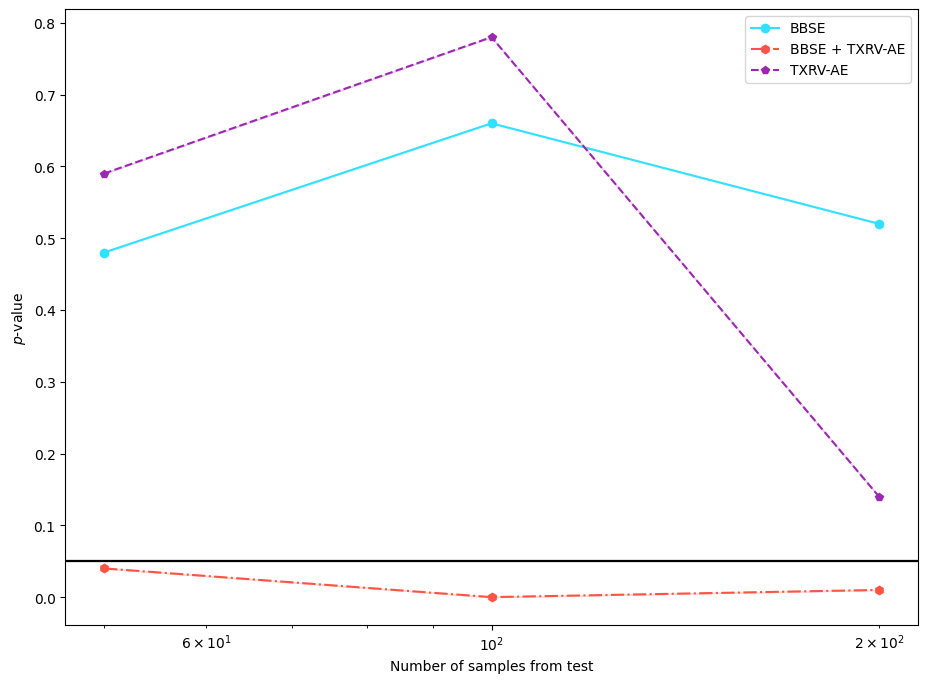 0.8
0.7
0.6
0.5
0.4
0.3
0.2
0.1
0.0
p-value
BBSE
BBSE + TXRV-AE
TXRV-AE
6 × 10¹
10²
2 × 10²
Number of samples from test